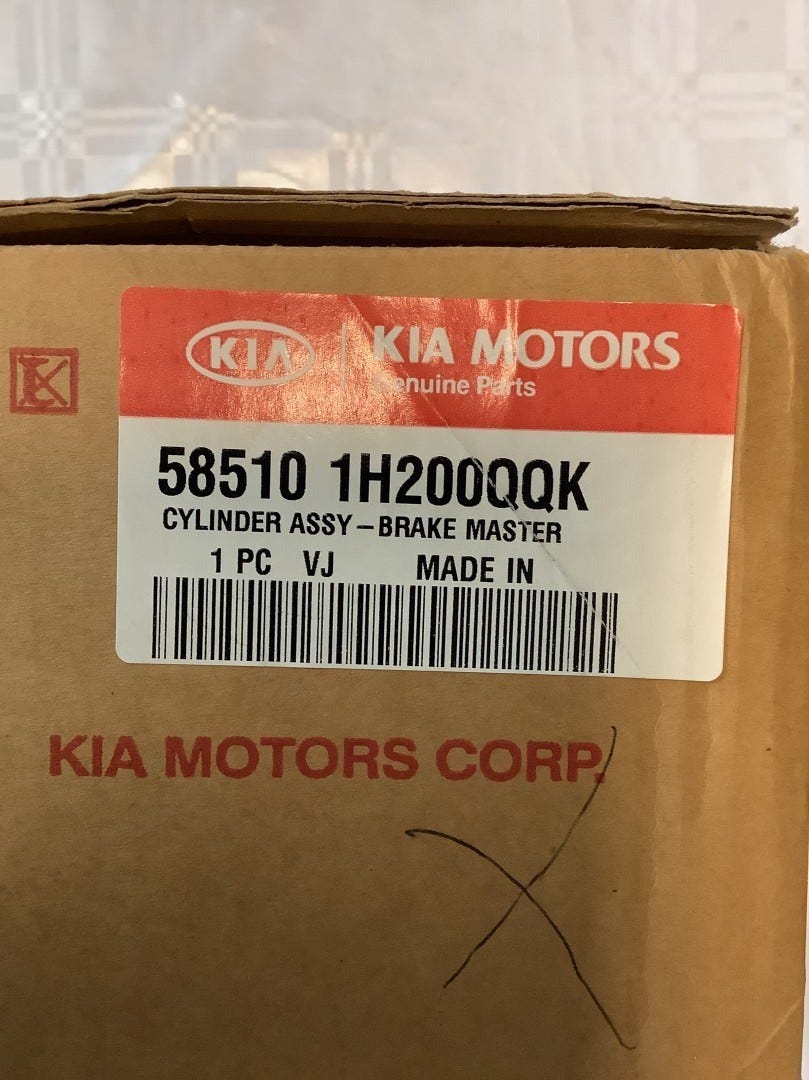 KIA KIA MOTORS
Genuine Parts
K
58510 1H200QQK
CYLINDER ASSY-BRAKE MASTER
1 PC VJ MADE IN
KIA MOTORS CORP.
X